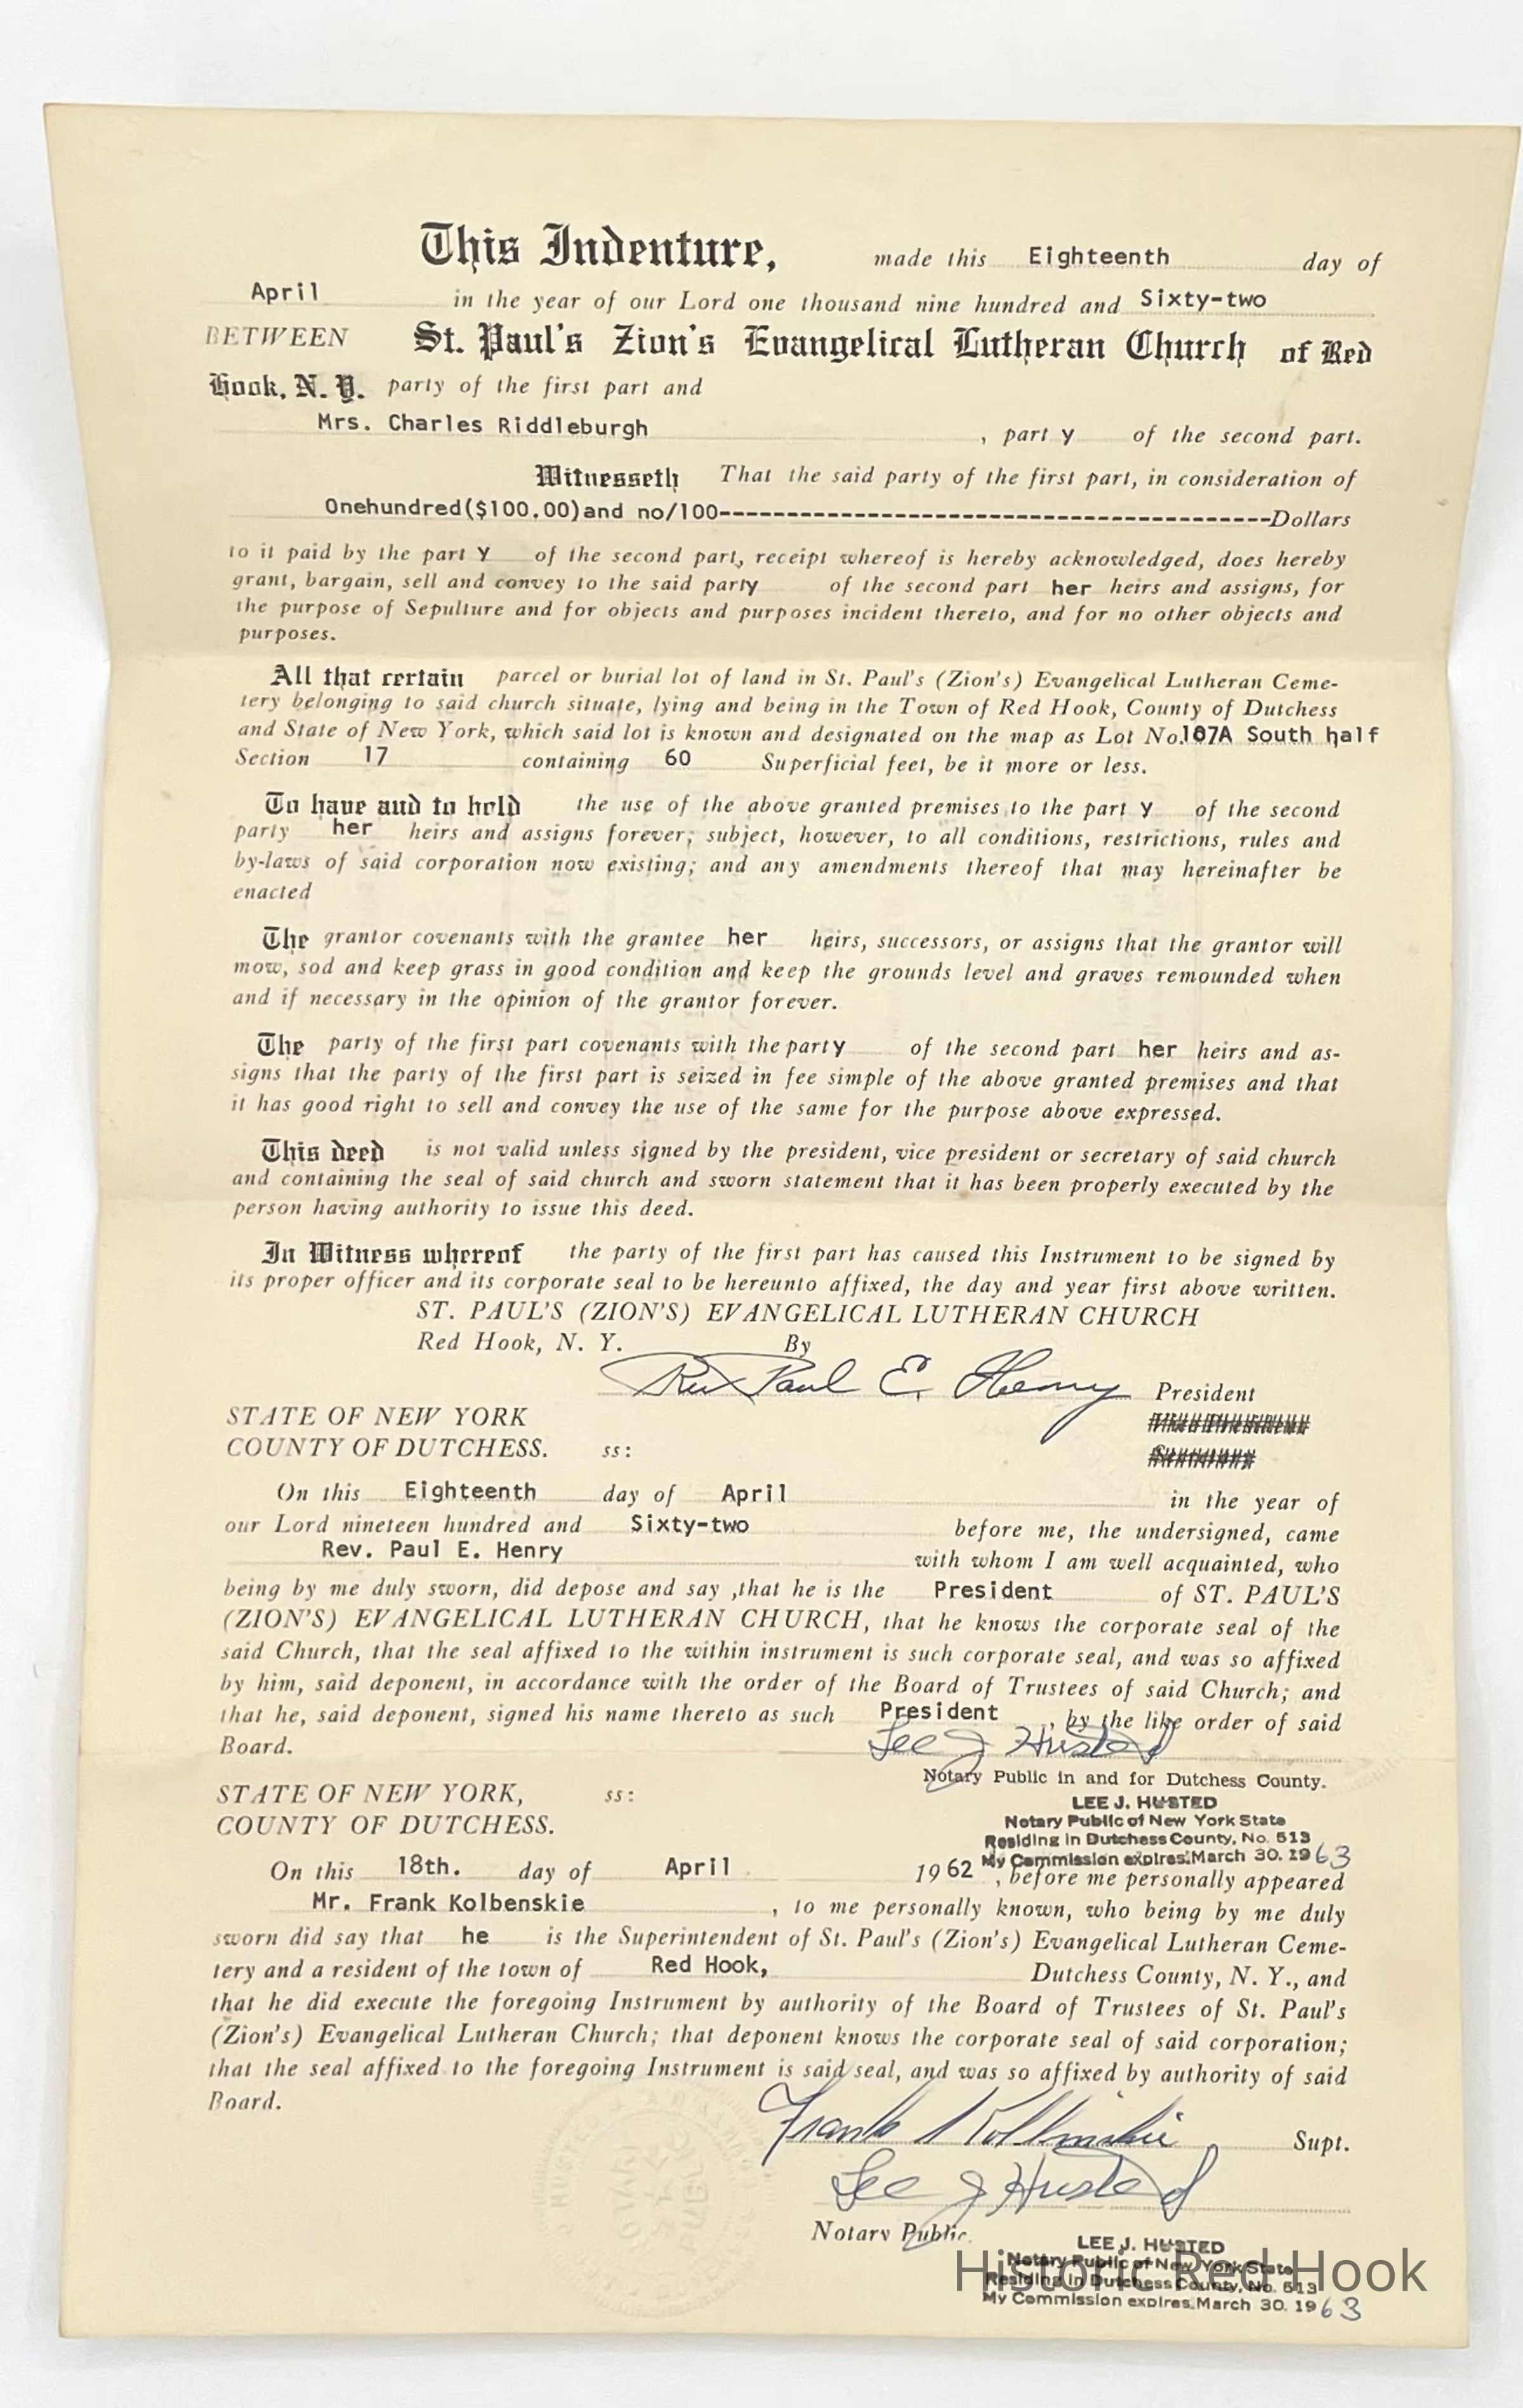 This Indenture, made this Eighteenth day of
April in the year of our Lord one thousand nine hundred and Sixty-two
BETWEEN St. Paul's Zion's Evangelical Lutheran Church of Red
Hook, N. Y. party of the first part and
Mrs. Charles Riddleburgh , part y of the second part.
Witnesseth That the said party of the first part, in consideration of
Onehundred($100.00)and no/100---------------------------------------Dollars
to it paid by the part y of the second part, receipt whereof is hereby acknowledged, does hereby
grant, bargain, sell and convey to the said party of the second part her heirs and assigns, for
the purpose of Sepulture and for objects and purposes incident thereto, and for no other objects and
purposes.
All that certain parcel or burial lot of land in St. Paul's (Zion's) Evangelical Lutheran Ceme-
tery belonging to said church situate, lying and being in the Town of Red Hook, County of Dutchess
and State of New York, which said lot is known and designated on the map as Lot No.187A South half
Section 17 containing 60 Superficial feet, be it more or less.
To have and to hold the use of the above granted premises to the part y of the second
party her heirs and assigns forever; subject, however, to all conditions, restrictions, rules and
by-laws of said corporation now existing; and any amendments thereof that may hereinafter be
enacted
The grantor covenants with the grantee her heirs, successors, or assigns that the grantor will
mow, sod and keep grass in good condition and keep the grounds level and graves remounded when
and if necessary in the opinion of the grantor forever.
The party of the first part covenants with the party of the second part her heirs and as-
signs that the party of the first part is seized in fee simple of the above granted premises and that
it has good right to sell and convey the use of the same for the purpose above expressed.
This deed is not valid unless signed by the president, vice president or secretary of said church
and containing the seal of said church and sworn statement that it has been properly executed by the
person having authority to issue this deed.
In Witness whereof the party of the first part has caused this Instrument to be signed by
its proper officer and its corporate seal to be hereunto affixed, the day and year first above written.
ST. PAUL'S (ZION'S) EVANGELICAL LUTHERAN CHURCH
Red Hook, N. Y. By
Rev Paul E. Henry President
STATE OF NEW YORK
COUNTY OF DUTCHESS. ss:
On this Eighteenth day of April in the year of
our Lord nineteen hundred and Sixty-two before me, the undersigned, came
Rev. Paul E. Henry with whom I am well acquainted, who
being by me duly sworn, did depose and say ,that he is the President of ST. PAUL'S
(ZION'S) EVANGELICAL LUTHERAN CHURCH, that he knows the corporate seal of the
said Church, that the seal affixed to the within instrument is such corporate seal, and was so affixed
by him, said deponent, in accordance with the order of the Board of Trustees of said Church; and
that he, said deponent, signed his name thereto as such President , by the like order of said
Board. Lee J Husted
Notary Public in and for Dutchess County.
STATE OF NEW YORK, ss:
LEE J. HUSTED
COUNTY OF DUTCHESS.
Notary Public of New York State
Residing in Dutchess County, No. 513
My Commission expires March 30. 1963
On this 18th. day of April 1962 , before me personally appeared
Mr. Frank Kolbenskie , to me personally known, who being by me duly
sworn did say that he is the Superintendent of St. Paul's (Zion's) Evangelical Lutheran Ceme-
tery and a resident of the town of Red Hook, Dutchess County, N. Y., and
that he did execute the foregoing Instrument by authority of the Board of Trustees of St. Paul's
(Zion's) Evangelical Lutheran Church; that deponent knows the corporate seal of said corporation;
that the seal affixed to the foregoing Instrument is said seal, and was so affixed by authority of said
Board.
Frank Kolbinskie Supt.
Lee J Husted
Notary Public.
LEE J. HUSTED
Notary Public of New York State
Residing in Dutchess County, No. 513
My Commission expires March 30. 1963
Historic Red Hook